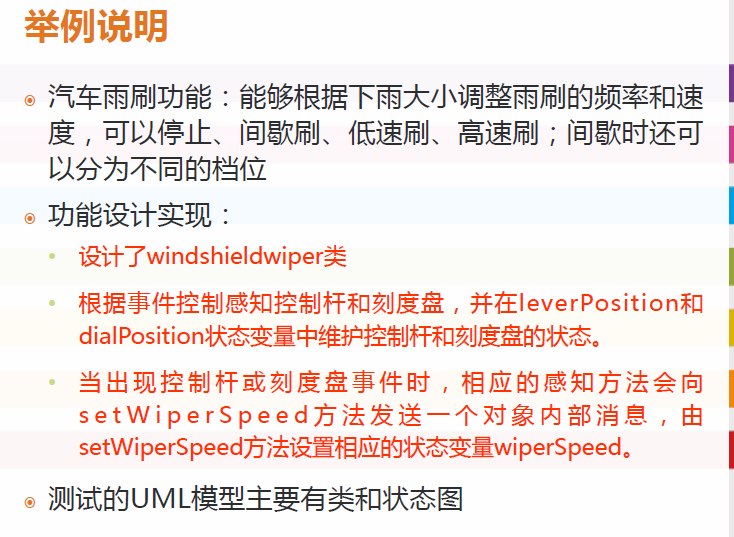 举例说明
汽车雨刷功能：能够根据下雨大小调整雨刷的频率和速
度，可以停止、间歇刷、低速刷、高速刷；间歇时还可
以分为不同的档位
功能设计实现：
设计了windshieldwiper类
根据事件控制感知控制杆和刻度盘，并在leverPosition和
dialPosition状态变量中维护控制杆和刻度盘的状态。
当出现控制杆或刻度盘事件时，相应的感知方法会向
setWiperSpeed方法发送一个对象内部消息，由
setWiperSpeed方法设置相应的状态变量wiperSpeed。
测试的UML模型主要有类和状态图